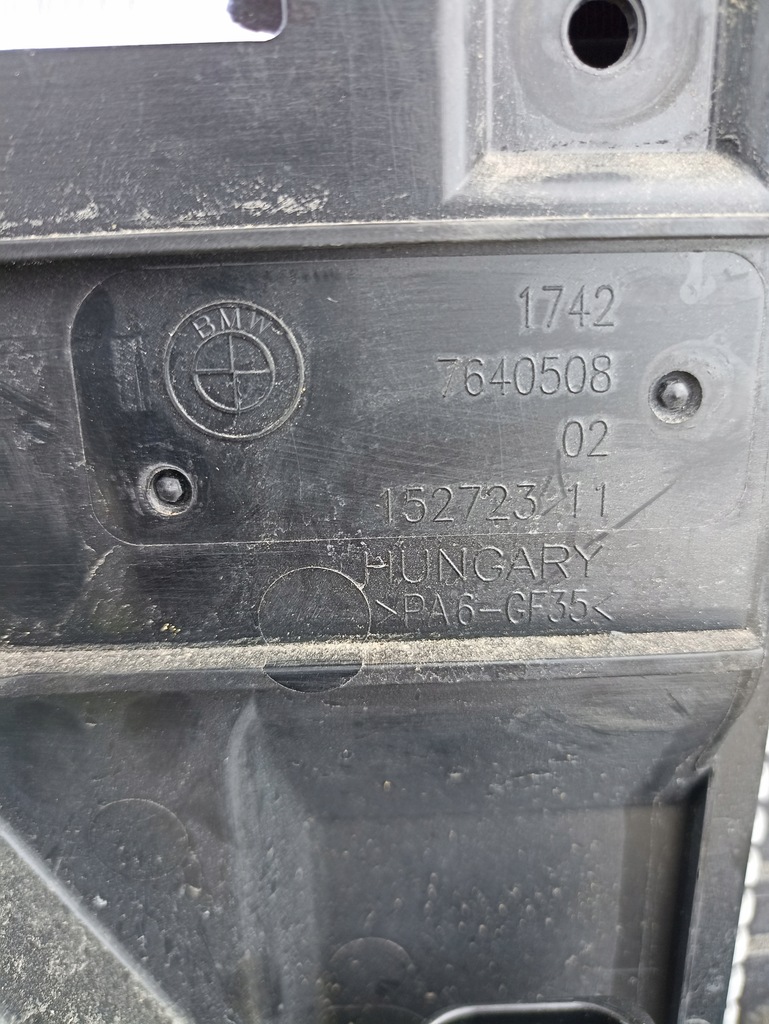 BMW
1742
7640508
02
152723/11
HUNGARY
>PA6-GF35<